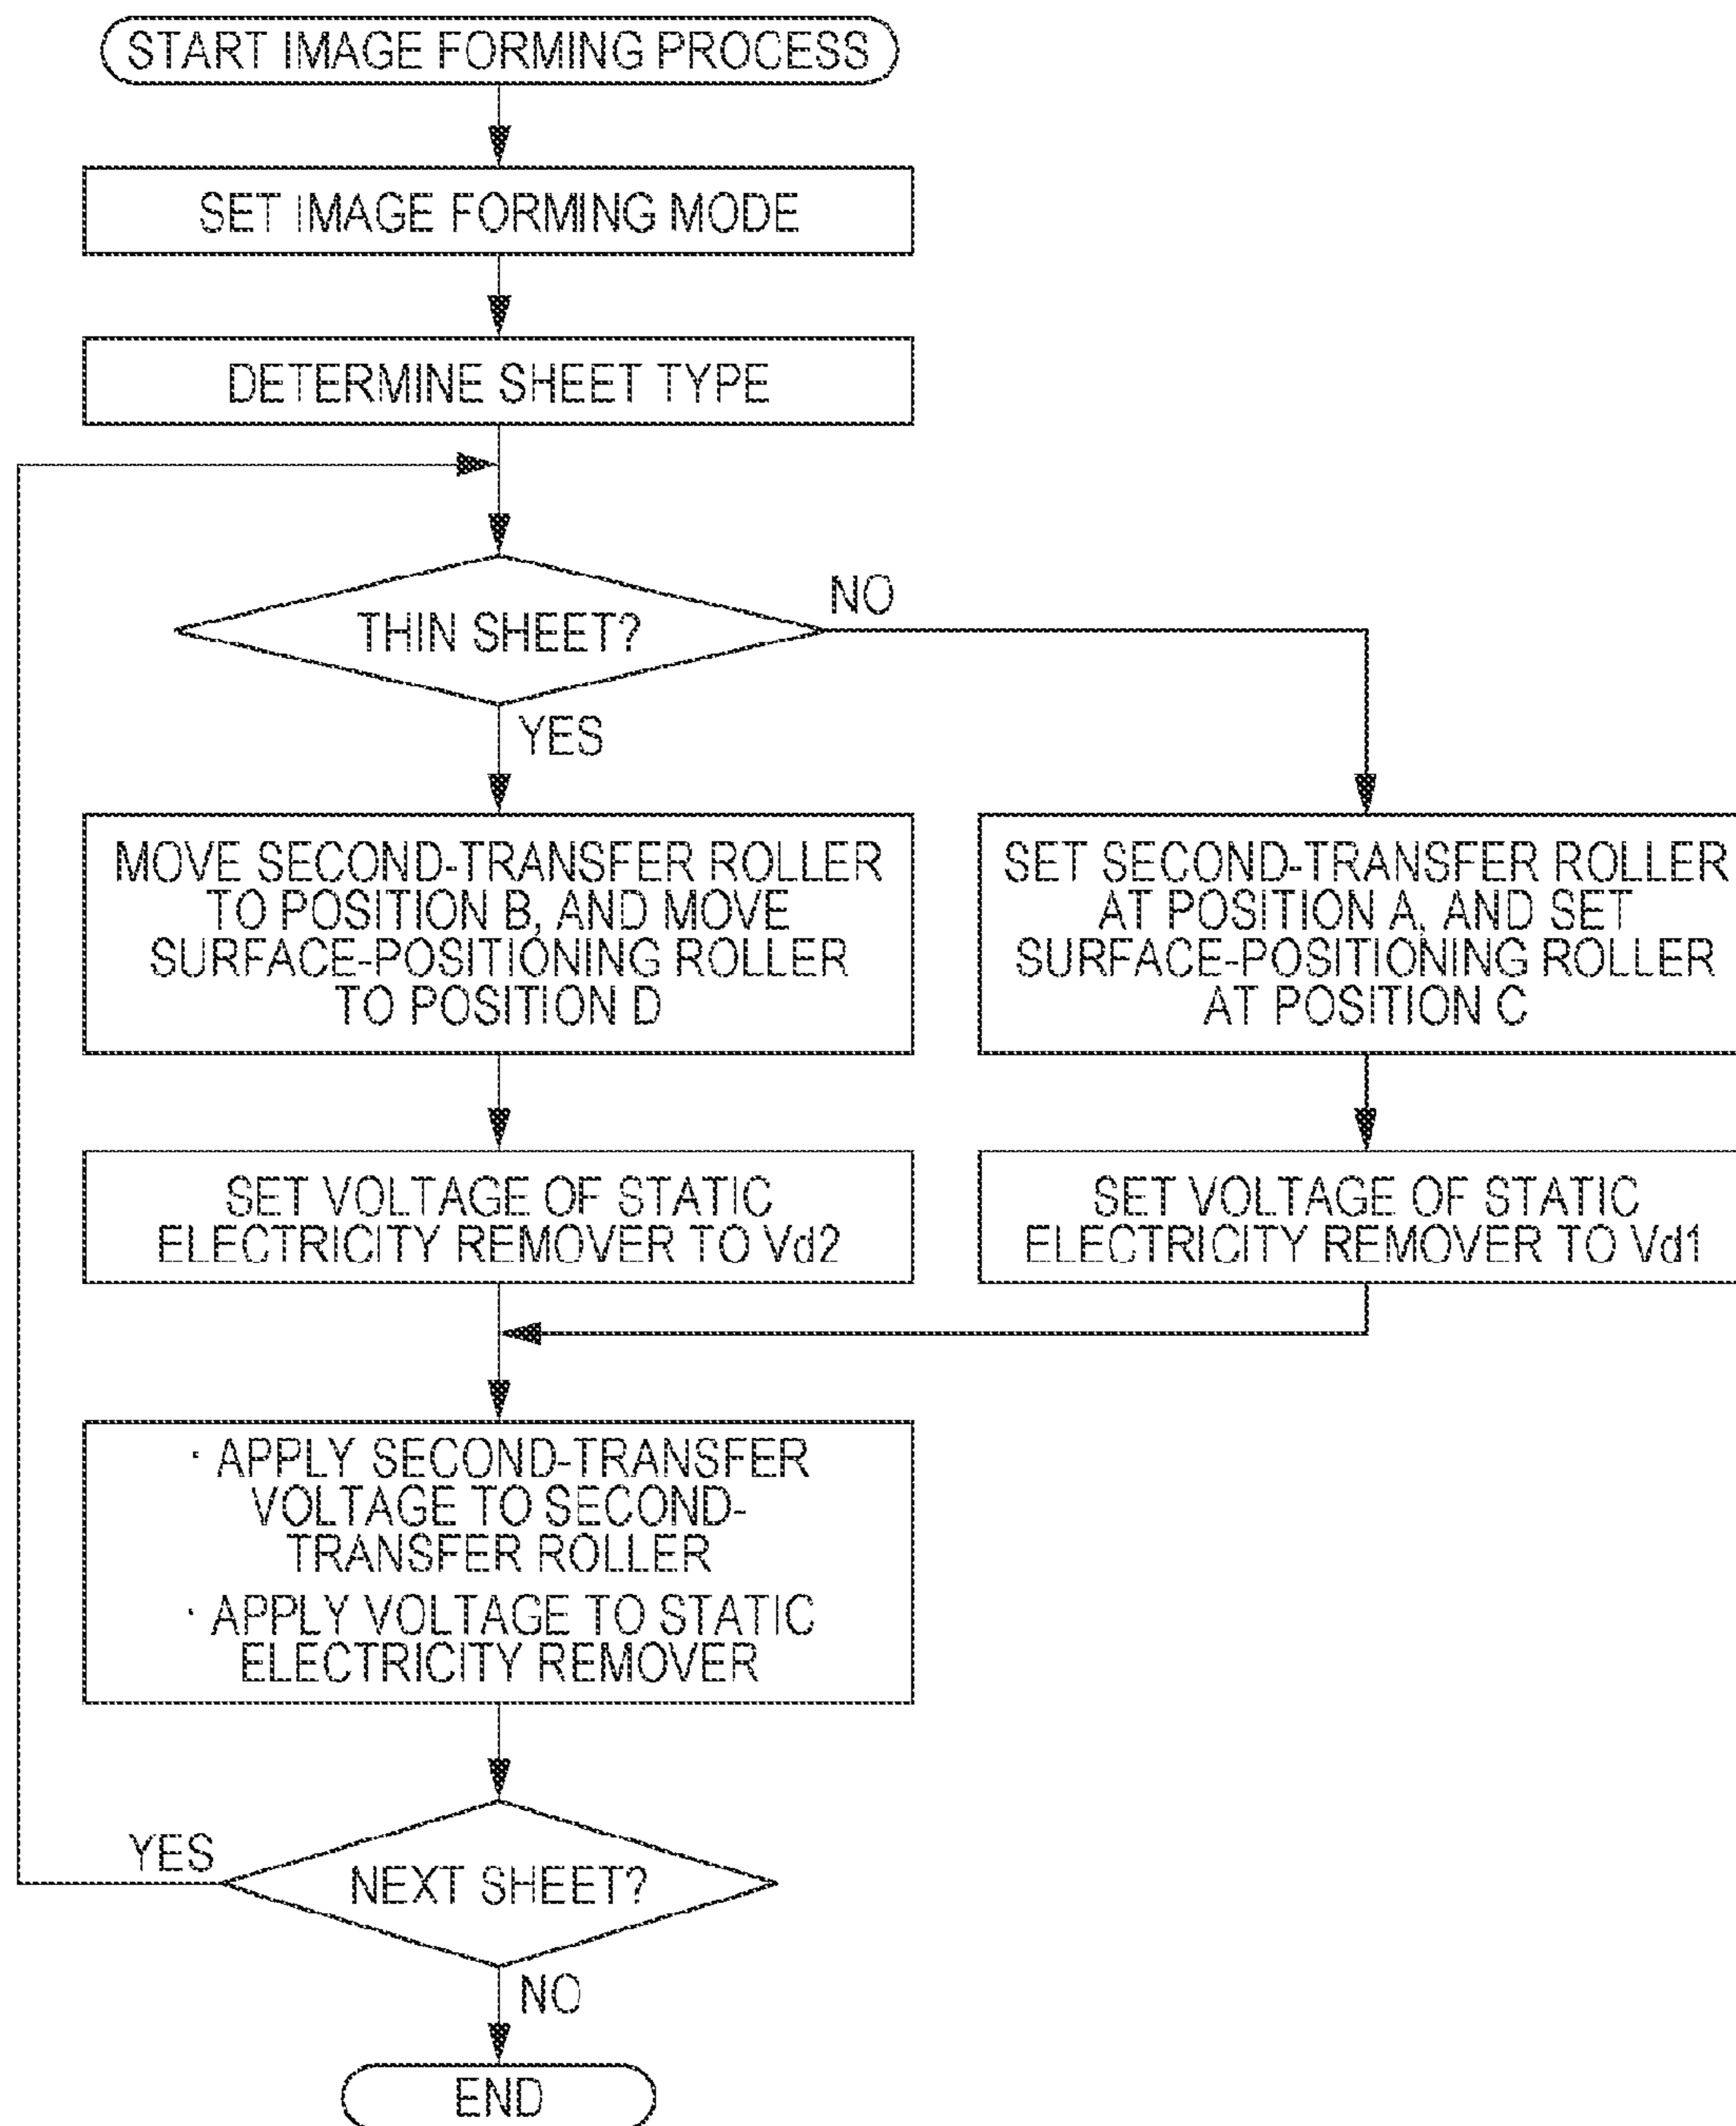 START IMAGE FORMING PROCESS
SET IMAGE FORMING MODE
DETERMINE SHEET TYPE
THIN SHEET?
NO
YES
MOVE SECOND-TRANSFER ROLLER
TO POSITION B, AND MOVE
SURFACE-POSITIONING ROLLER
TO POSITION D
SET SECOND-TRANSFER ROLLER
AT POSITION A, AND SET
SURFACE-POSITIONING ROLLER
AT POSITION C
SET VOLTAGE OF STATIC
ELECTRICITY REMOVER TO Vd2
SET VOLTAGE OF STATIC
ELECTRICITY REMOVER TO Vd1
· APPLY SECOND-TRANSFER
VOLTAGE TO SECOND-
TRANSFER ROLLER
· APPLY VOLTAGE TO STATIC
ELECTRICITY REMOVER
YES
NEXT SHEET?
NO
END